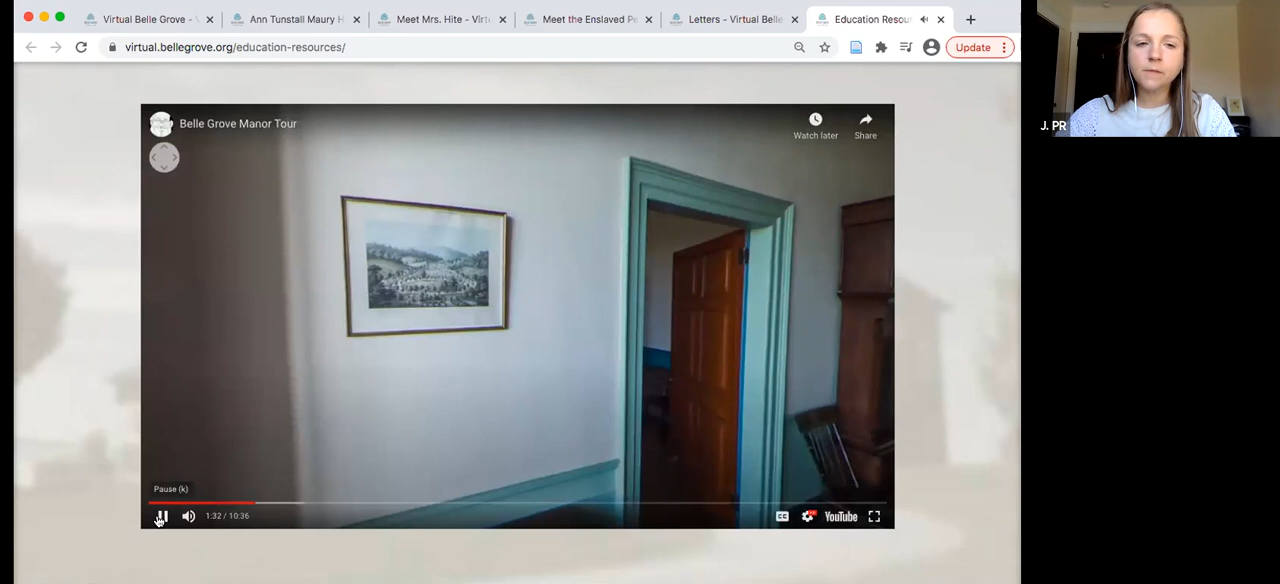 Virtual Belle Grove -
Ann Tunstall Maury H
Meet Mrs. Hite - Virt
Meet the Enslaved Pe
Letters - Virtual Belle
Education Resou
virtual.bellegrove.org/education-resources/
Update
J. PR
Belle Grove Manor Tour
Watch later
Share
Pause (k)
1:32 / 10:36
CC
YouTube